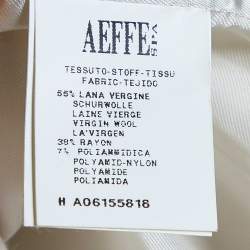 AEFFE
SPA
TESSUTO-STOFF-TISSU
FABRIC-TEJIDO
55% LANA VERGINE
SCHURWOLLE
LAINE VIERGE
VIRGIN WOOL
LA'VIRGEN
38% RAYON
7% POLIAMMIDICA
POLYAMID-NYLON
POLYAMIDE
POLIAMIDA
H A06155818